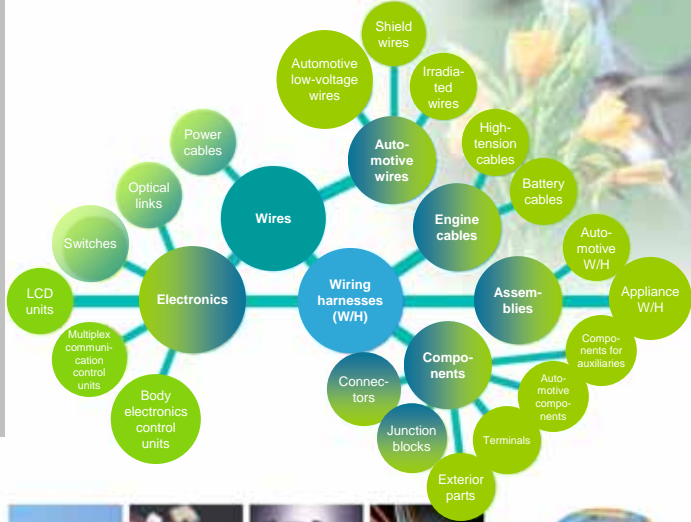 Shield
wires
Automotive
low-voltage
wires
Irradia-
ted
wires
Power
cables
Auto-
motive
wires
High-
tension
cables
Optical
links
Battery
cables
Wires
Engine
cables
Switches
Auto-
motive
W/H
LCD
units
Electronics
Wiring
harnesses
(W/H)
Assem-
blies
Appliance
W/H
Multiplex
communi-
cation
control
units
Compo-
nents
Compo-
nents for
auxiliaries
Connec-
tors
Auto-
motive
compo-
nents
Body
electronics
control
units
Junction
blocks
Terminals
Exterior
parts